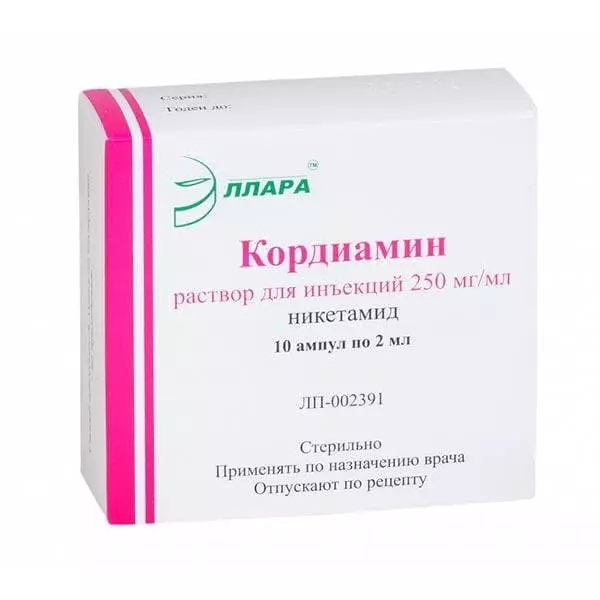 Серия:
Годен до:
ЭЛЛАРА™
Кордиамин
раствор для инъекций 250 мг/мл
никетамид
10 ампул по 2 мл
ЛП-002391
Стерильно
Применять по назначению врача
Отпускают по рецепту